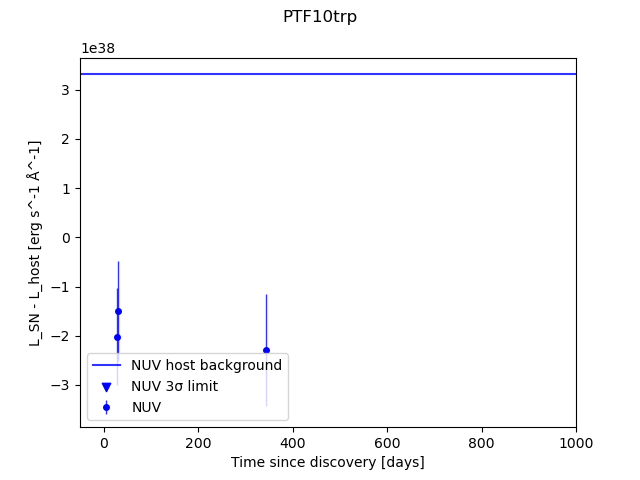 PTF10trp
1e38
3
2
1
0
−1
−2
−3
L_SN - L_host [erg s^-1 Å^-1]
NUV host background
NUV 3σ limit
NUV
0 200 400 600 800 1000
Time since discovery [days]